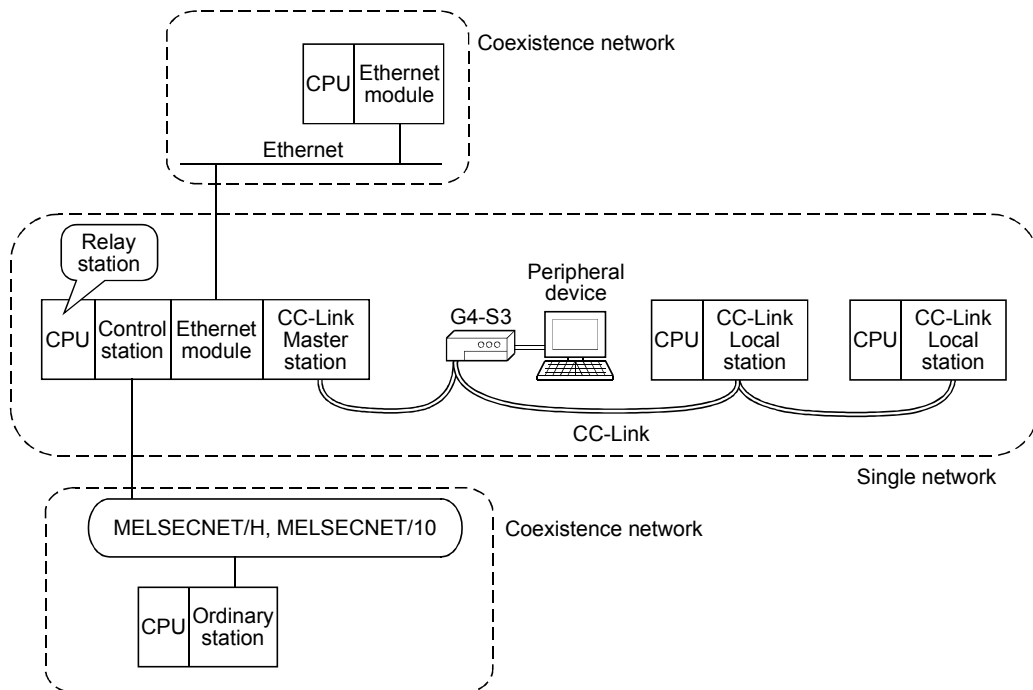 Coexistence network
CPU
Ethernet
module
Ethernet
Relay
station
CPU
Control
station
Ethernet
module
CC-Link
Master
station
G4-S3
Peripheral
device
CPU
CC-Link
Local
station
CPU
CC-Link
Local
station
CC-Link
Single network
MELSECNET/H, MELSECNET/10
Coexistence network
CPU
Ordinary
station